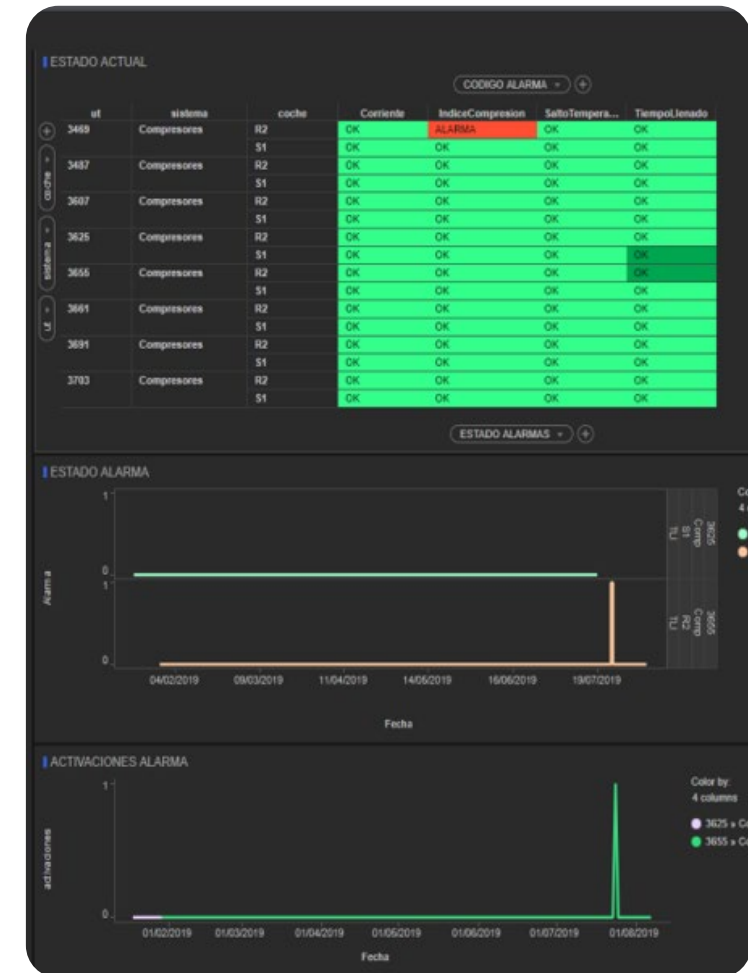 ESTADO ACTUAL
CODIGO ALARMA
ut sistema coche Corriente IndiceCompresion SaltoTempera... TiempoLlenado
3469 Compresores R2 OK ALARMA OK OK
S1 OK OK OK OK
3487 Compresores R2 OK OK OK OK
S1 OK OK OK OK
3607 Compresores R2 OK OK OK OK
S1 OK OK OK OK
3625 Compresores R2 OK OK OK OK
S1 OK OK OK OK
3655 Compresores R2 OK OK OK OK
S1 OK OK OK OK
3661 Compresores R2 OK OK OK OK
S1 OK OK OK OK
3691 Compresores R2 OK OK OK OK
S1 OK OK OK OK
3703 Compresores R2 OK OK OK OK
S1 OK OK OK OK
coche
sistema
ut
ESTADO ALARMAS
ESTADO ALARMA
Alarma
1
0
1
0
3625
Comp
S1
TLl
3655
Comp
R2
TLl
Co
4
04/02/2019 09/03/2019 11/04/2019 14/05/2019 16/06/2019 19/07/2019
Fecha
ACTIVACIONES ALARMA
activaciones
1
0
Color by:
4 columns
3625 » Co
3655 » Co
01/02/2019 01/03/2019 01/04/2019 01/05/2019 01/06/2019 01/07/2019 01/08/2019
Fecha